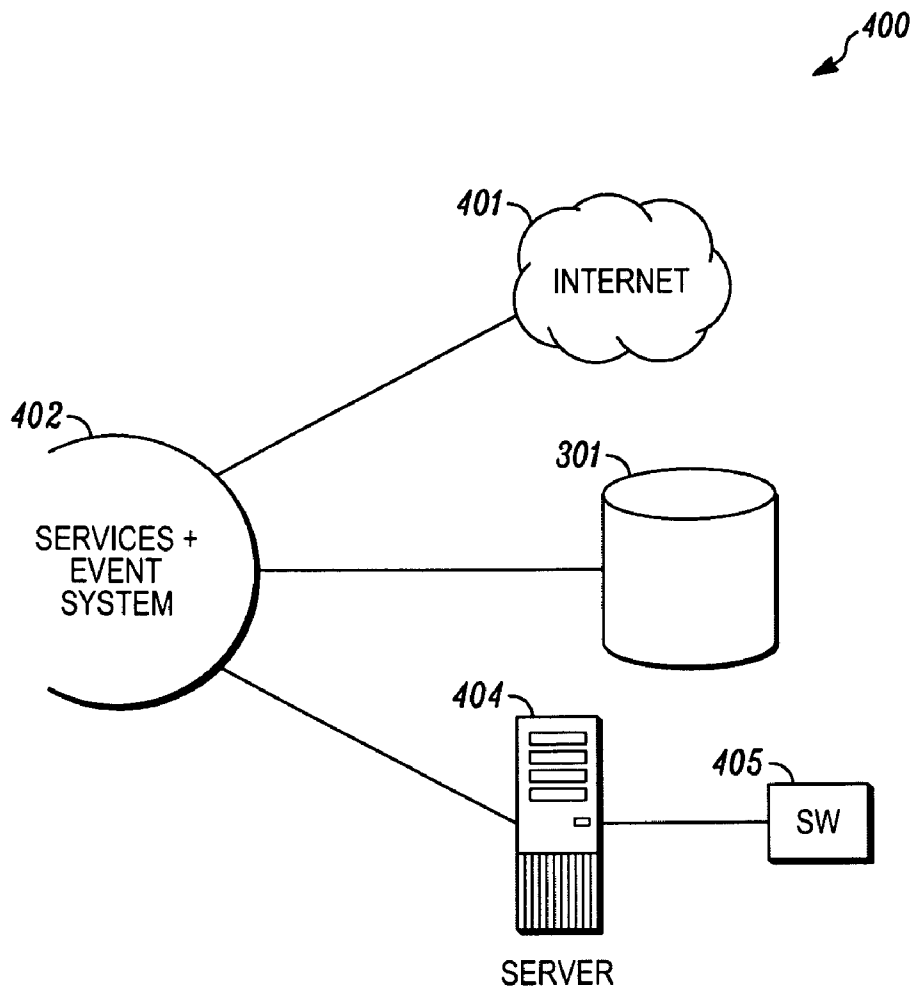 400
401
INTERNET
402
301
SERVICES +
EVENT
SYSTEM
404
405
SW
SERVER